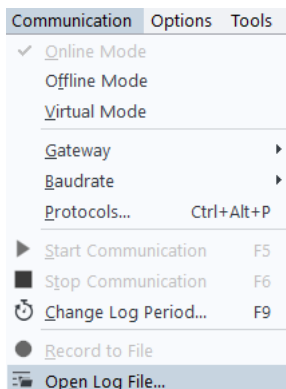 Communication Options Tools
Online Mode
Offline Mode
Virtual Mode
Gateway
Baudrate
Protocols... Ctrl+Alt+P
Start Communication F5
Stop Communication F6
Change Log Period... F9
Record to File
Open Log File...